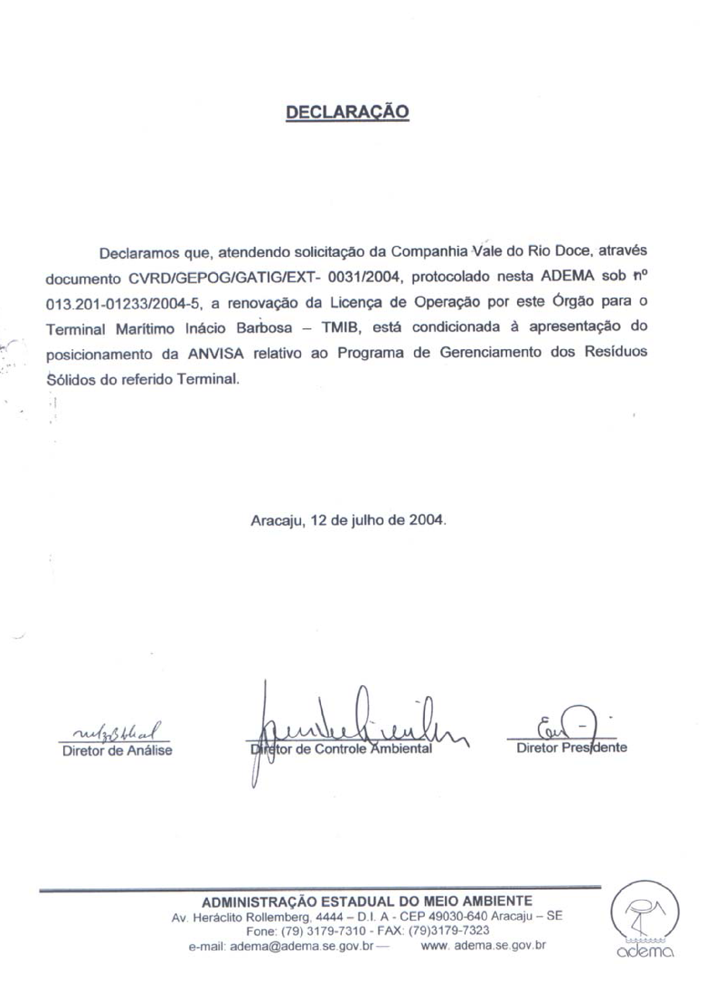 DECLARAÇÃO
Declaramos que, atendendo solicitação da Companhia Vale do Rio Doce, através
documento CVRD/GEPOG/GATIG/EXT- 0031/2004, protocolado nesta ADEMA sob nº
013.201-01233/2004-5, a renovação da Licença de Operação por este Órgão para o
Terminal Marítimo Inácio Barbosa – TMIB, está condicionada à apresentação do
posicionamento da ANVISA relativo ao Programa de Gerenciamento dos Resíduos
Sólidos do referido Terminal.
Aracaju, 12 de julho de 2004.
Diretor de Análise
Diretor de Controle Ambiental
Diretor Presidente
ADMINISTRAÇÃO ESTADUAL DO MEIO AMBIENTE
Av. Heráclito Rollemberg, 4444 – D.I. A - CEP 49030-640 Aracaju – SE
Fone: (79) 3179-7310 - FAX: (79)3179-7323
e-mail: adema@adema.se.gov.br — www. adema.se.gov.br
adema